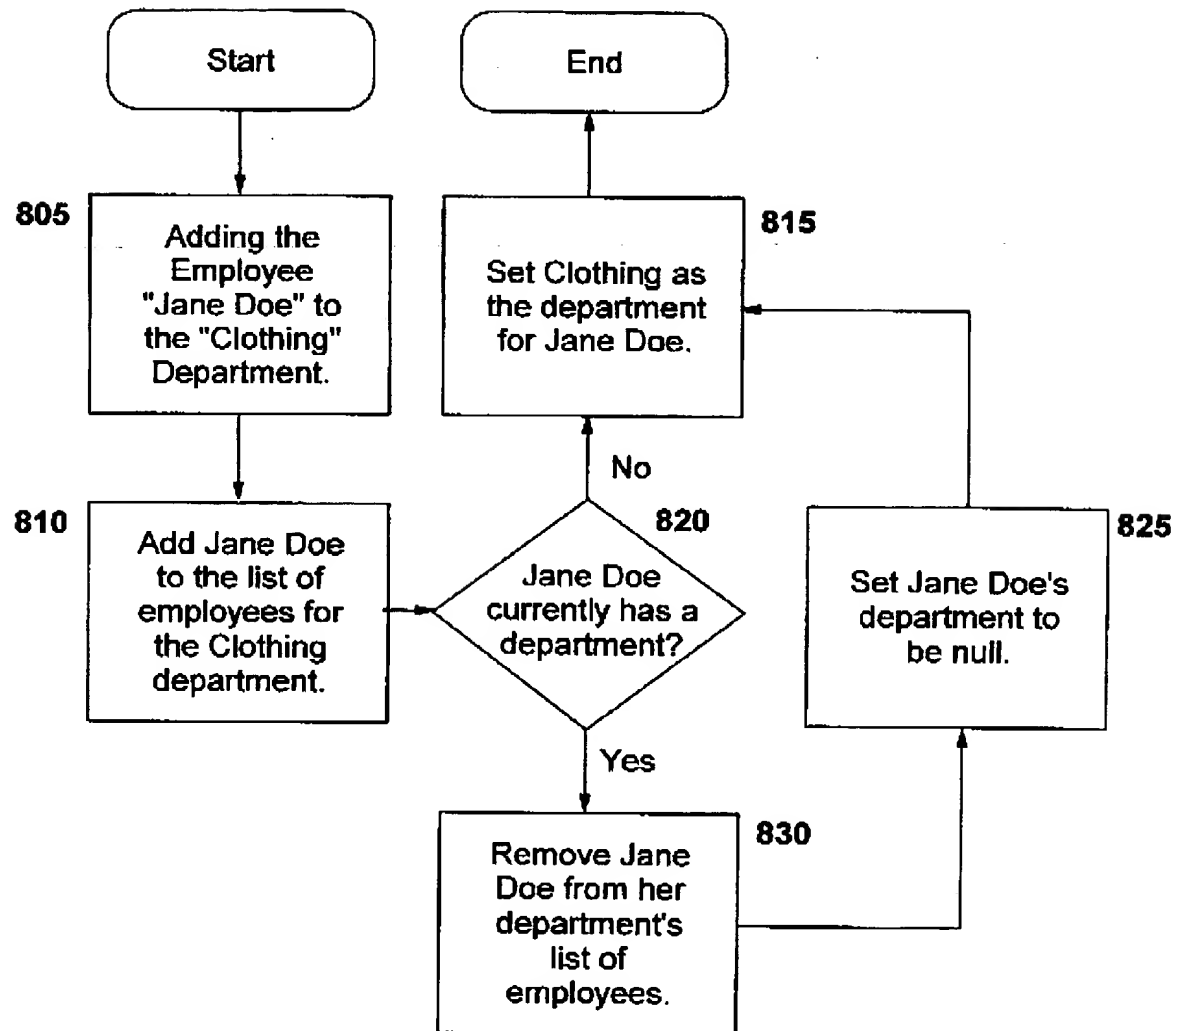 Start
End
805
Adding the
Employee
"Jane Doe" to
the "Clothing"
Department.
815
Set Clothing as
the department
for Jane Doe.
No
810
Add Jane Doe
to the list of
employees for
the Clothing
department.
820
Jane Doe
currently has a
department?
825
Set Jane Doe's
department to
be null.
Yes
830
Remove Jane
Doe from her
department's
list of
employees.